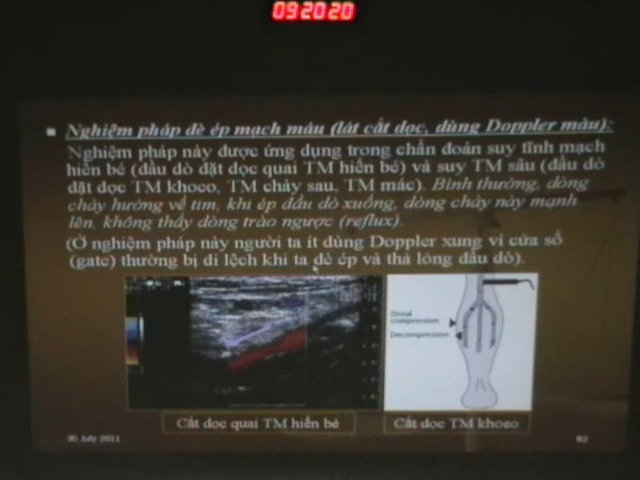 09:20:20
Nghiệm pháp đè ép mạch máu (lát cắt dọc, dùng Doppler màu):
Nghiệm pháp này được ứng dụng trong chẩn đoán suy tĩnh mạch
hiển bé (đầu dò đặt dọc quai TM hiển bé) và suy TM sâu (đầu dò
đặt dọc TM khoeo, TM chày sau, TM mác). Bình thường, dòng
chảy hướng về tim, khi ép đầu dò xuống, dòng chảy này mạnh
lên, không thấy dòng trào ngược (reflux).
(Ở nghiệm pháp này người ta ít dùng Doppler xung vì cửa sổ
(gate) thường bị di lệch khi ta đè ép và thả lỏng đầu dò).
Distal
compression
Decompression
Cắt dọc quai TM hiển bé
Cắt dọc TM khoeo
30 July 2011
62